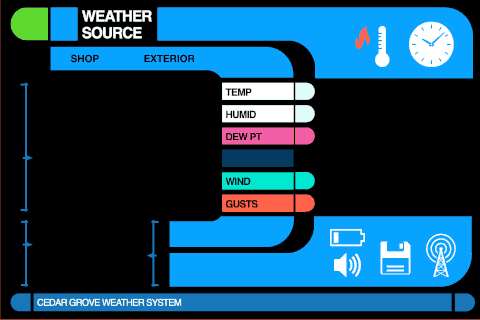 WEATHER
SOURCE
SHOP EXTERIOR
TEMP
HUMID
DEW PT
WIND
GUSTS
CEDAR GROVE WEATHER SYSTEM